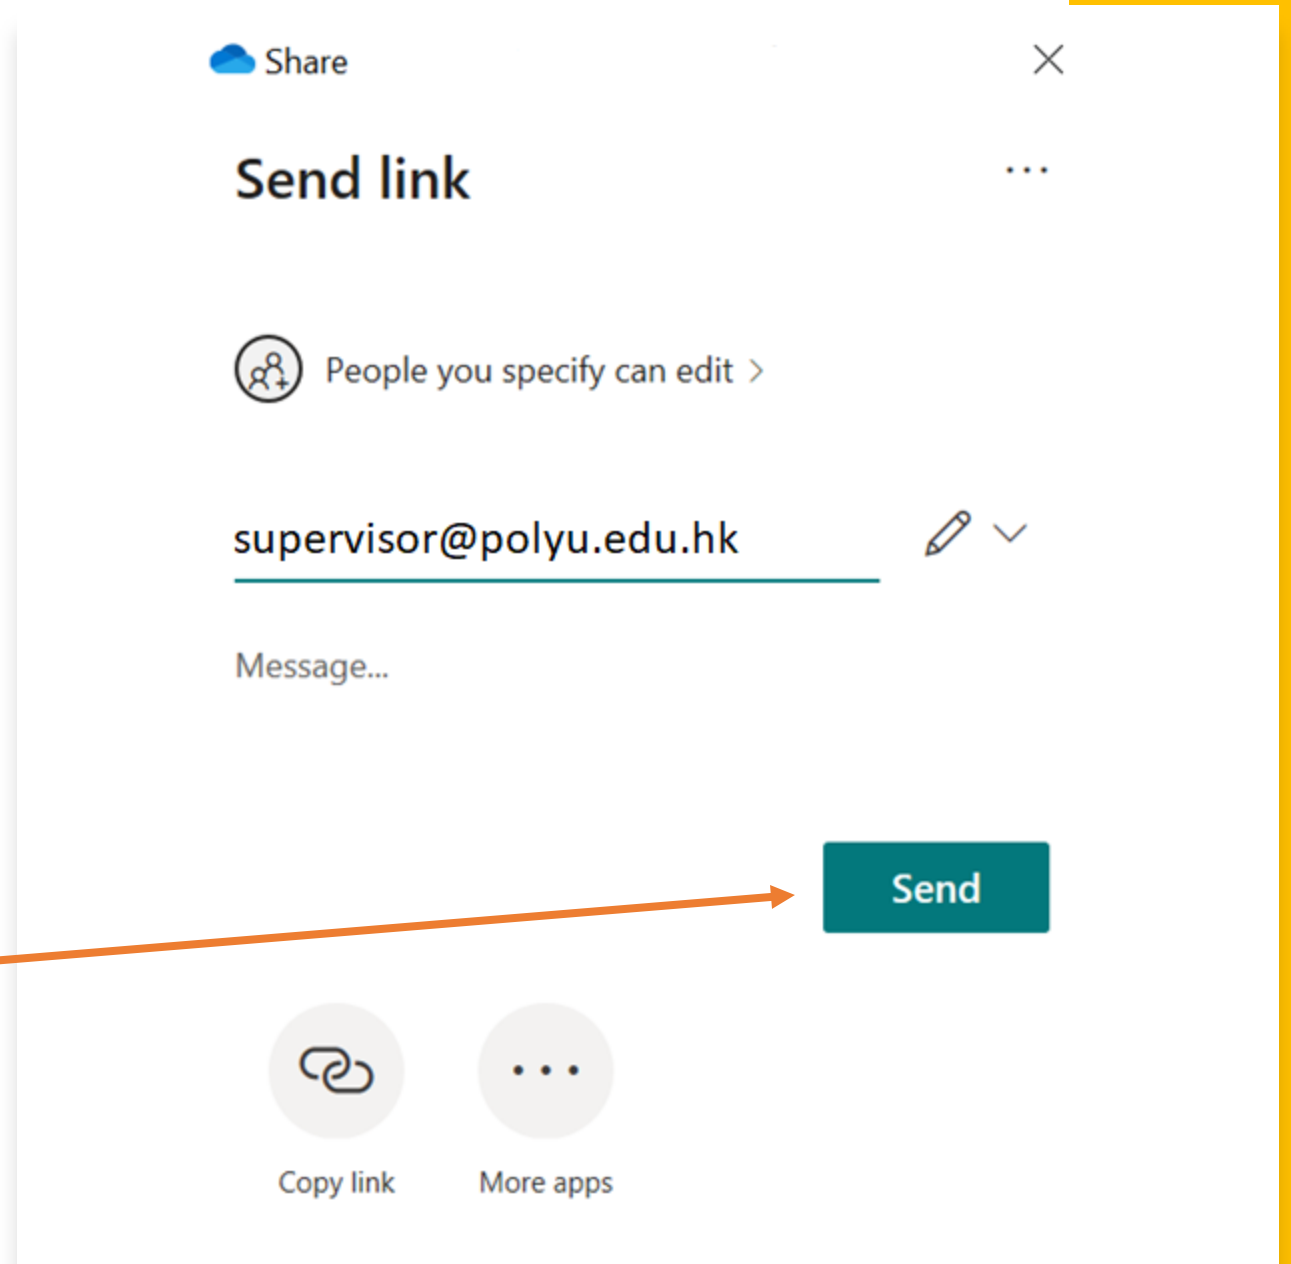 Share
Send link
People you specify can edit
supervisor@polyu.edu.hk
Message...
Send
Copy link
More apps